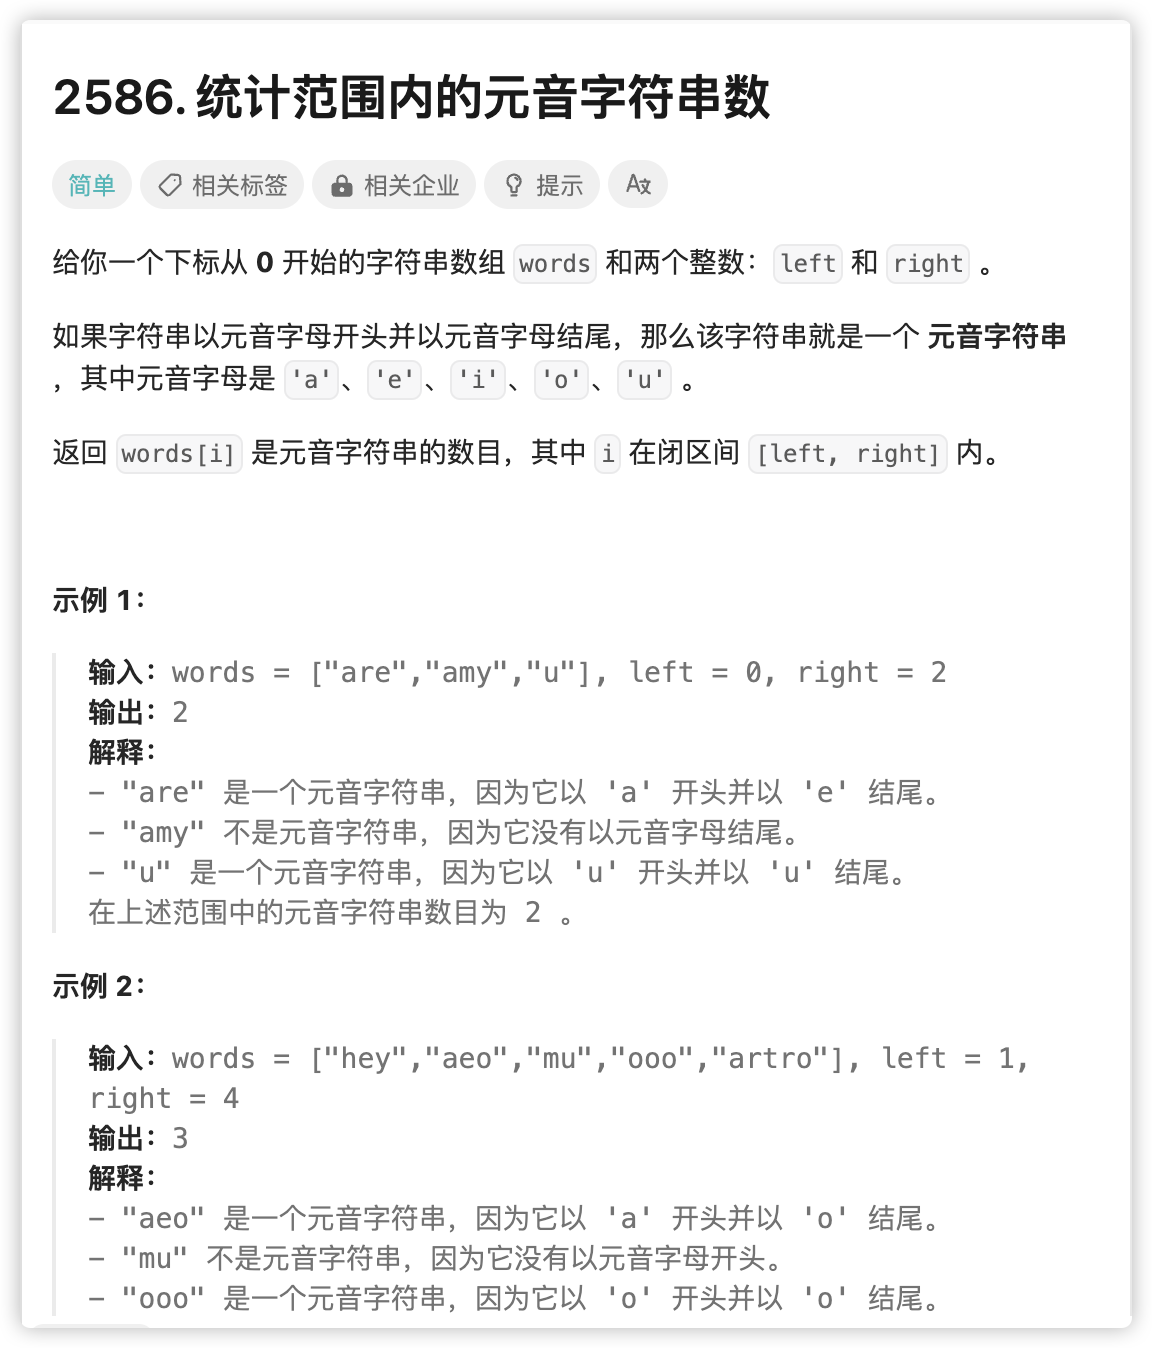 2586. 统计范围内的元音字符串数
简单 相关标签 相关企业 提示 A文
给你一个下标从 0 开始的字符串数组 words 和两个整数：left 和 right 。
如果字符串以元音字母开头并以元音字母结尾，那么该字符串就是一个 元音字符串
，其中元音字母是 'a'、'e'、'i'、'o'、'u' 。
返回 words[i] 是元音字符串的数目，其中 i 在闭区间 [left, right] 内。
示例 1：
输入：words = ["are","amy","u"], left = 0, right = 2
输出：2
解释：
- "are" 是一个元音字符串，因为它以 'a' 开头并以 'e' 结尾。
- "amy" 不是元音字符串，因为它没有以元音字母结尾。
- "u" 是一个元音字符串，因为它以 'u' 开头并以 'u' 结尾。
在上述范围中的元音字符串数目为 2 。
示例 2：
输入：words = ["hey","aeo","mu","ooo","artro"], left = 1,
right = 4
输出：3
解释：
- "aeo" 是一个元音字符串，因为它以 'a' 开头并以 'o' 结尾。
- "mu" 不是元音字符串，因为它没有以元音字母开头。
- "ooo" 是一个元音字符串，因为它以 'o' 开头并以 'o' 结尾。